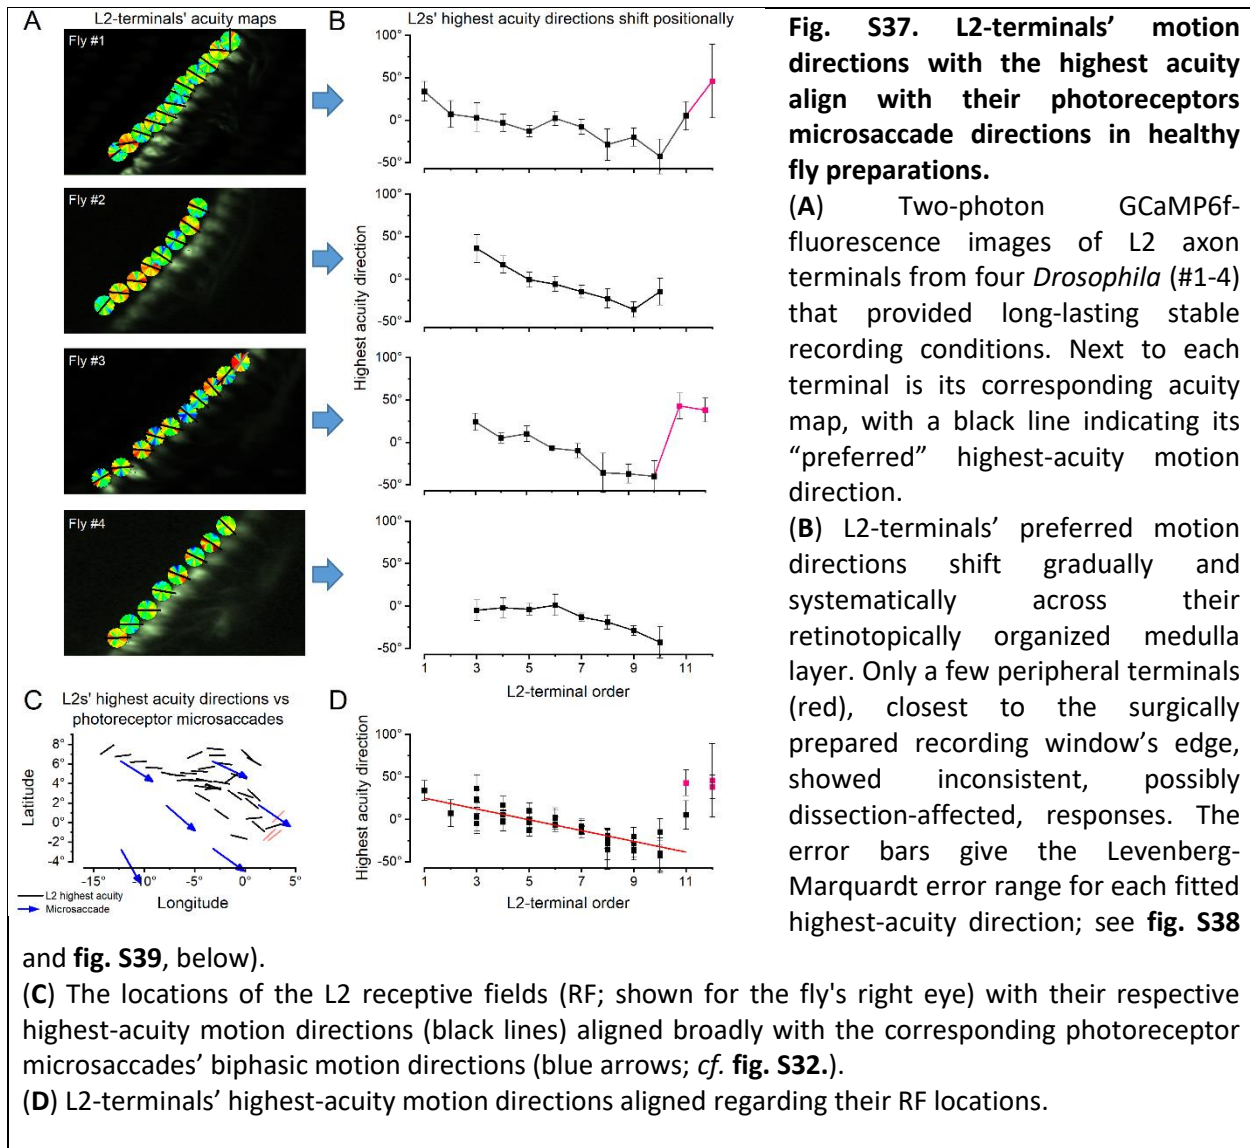 A
L2-terminals' acuity maps
B
L2s' highest acuity directions shift positionally
Fly #1
100°
50°
0°
-50°
Fly #2
100°
50°
0°
-50°
Highest acuity direction
Fly #3
100°
50°
0°
-50°
Fly #4
100°
50°
0°
-50°
1 3 5 7 9 11
L2-terminal order
C
L2s' highest acuity directions vs
photoreceptor microsaccades
8°
6°
4°
2°
0°
-2°
-4°
Latitude
-15° -10° -5° 0° 5°
Longitude
L2 highest acuity
Microsaccade
D
100°
50°
0°
-50°
Highest acuity direction
1 3 5 7 9 11
L2-terminal order
Fig. S37. L2-terminals' motion
directions with the highest acuity
align with their photoreceptors
microsaccade directions in healthy
fly preparations.
(A) Two-photon GCaMP6f-
fluorescence images of L2 axon
terminals from four Drosophila (#1-4)
that provided long-lasting stable
recording conditions. Next to each
terminal is its corresponding acuity
map, with a black line indicating its
“preferred” highest-acuity motion
direction.
(B) L2-terminals’ preferred motion
directions shift gradually and
systematically across their
retinotopically organized medulla
layer. Only a few peripheral terminals
(red), closest to the surgically
prepared recording window’s edge,
showed inconsistent, possibly
dissection-affected, responses. The
error bars give the Levenberg-
Marquardt error range for each fitted
highest-acuity direction; see fig. S38
and fig. S39, below).
(C) The locations of the L2 receptive fields (RF; shown for the fly's right eye) with their respective
highest-acuity motion directions (black lines) aligned broadly with the corresponding photoreceptor
microsaccades’ biphasic motion directions (blue arrows; cf. fig. S32.).
(D) L2-terminals’ highest-acuity motion directions aligned regarding their RF locations.